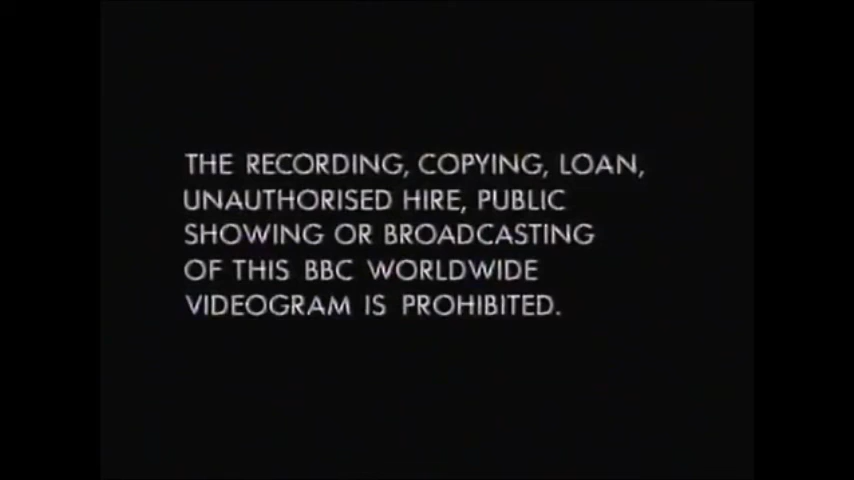 THE RECORDING, COPYING, LOAN,
UNAUTHORISED HIRE, PUBLIC
SHOWING OR BROADCASTING
OF THIS BBC WORLDWIDE
VIDEOGRAM IS PROHIBITED.